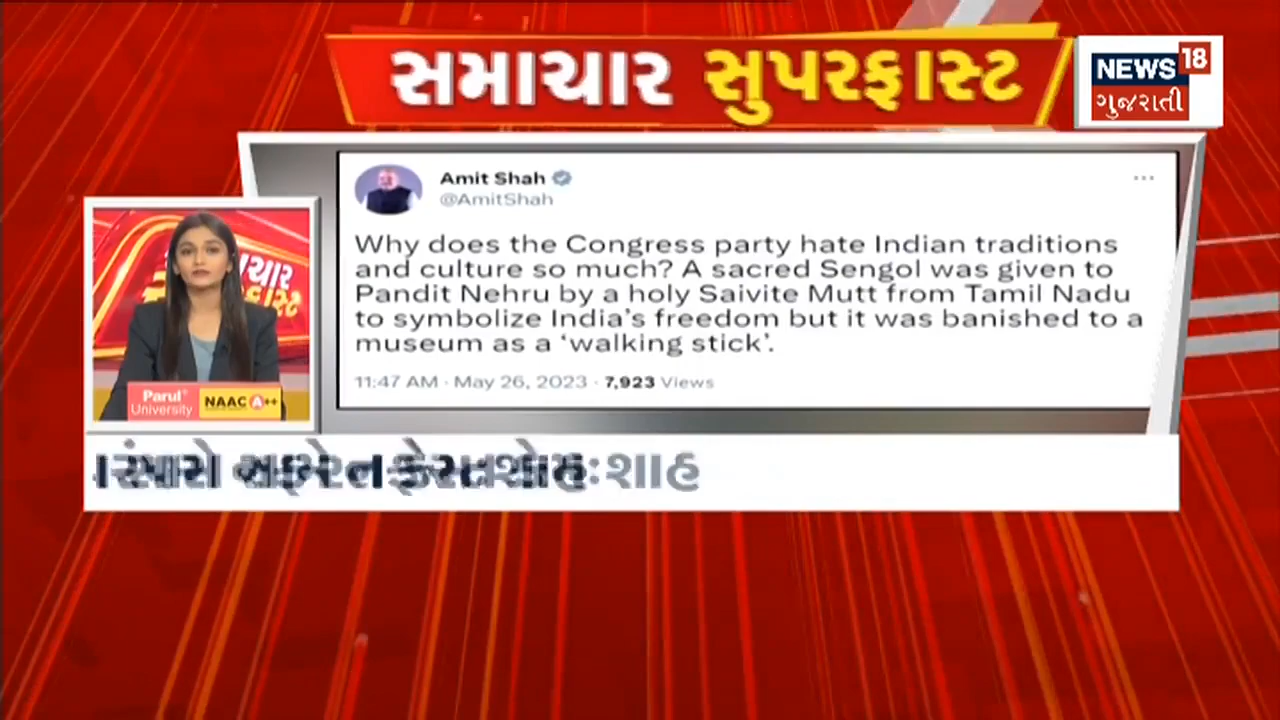 સમાચાર સુપરફાસ્ટ
NEWS 18
ગુજરાતી
Amit Shah
@AmitShah
Why does the Congress party hate Indian traditions
and culture so much? A sacred Sengol was given to
Pandit Nehru by a holy Saivite Mutt from Tamil Nadu
to symbolize India's freedom but it was banished to a
museum as a 'walking stick'.
11:47 AM · May 26, 2023 · 7,923 Views
Parul
University
NAAC A++
શાહ